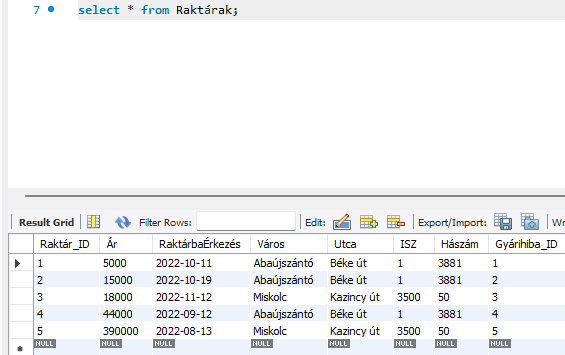 7 select * from Raktárak;
Result Grid Filter Rows: Edit: Export/Import: Wr
Raktár_ID Ár RaktárbaÉrkezés Város Utca ISZ Hászám Gyárihiba_ID
1 5000 2022-10-11 Abaújszántó Béke út 1 3881 1
2 15000 2022-10-19 Abaújszántó Béke út 1 3881 2
3 18000 2022-11-12 Miskolc Kazincy út 3500 50 3
4 44000 2022-09-12 Abaújszántó Béke út 1 3881 4
5 390000 2022-08-13 Miskolc Kazincy út 3500 50 5
NULL NULL NULL NULL NULL NULL NULL NULL